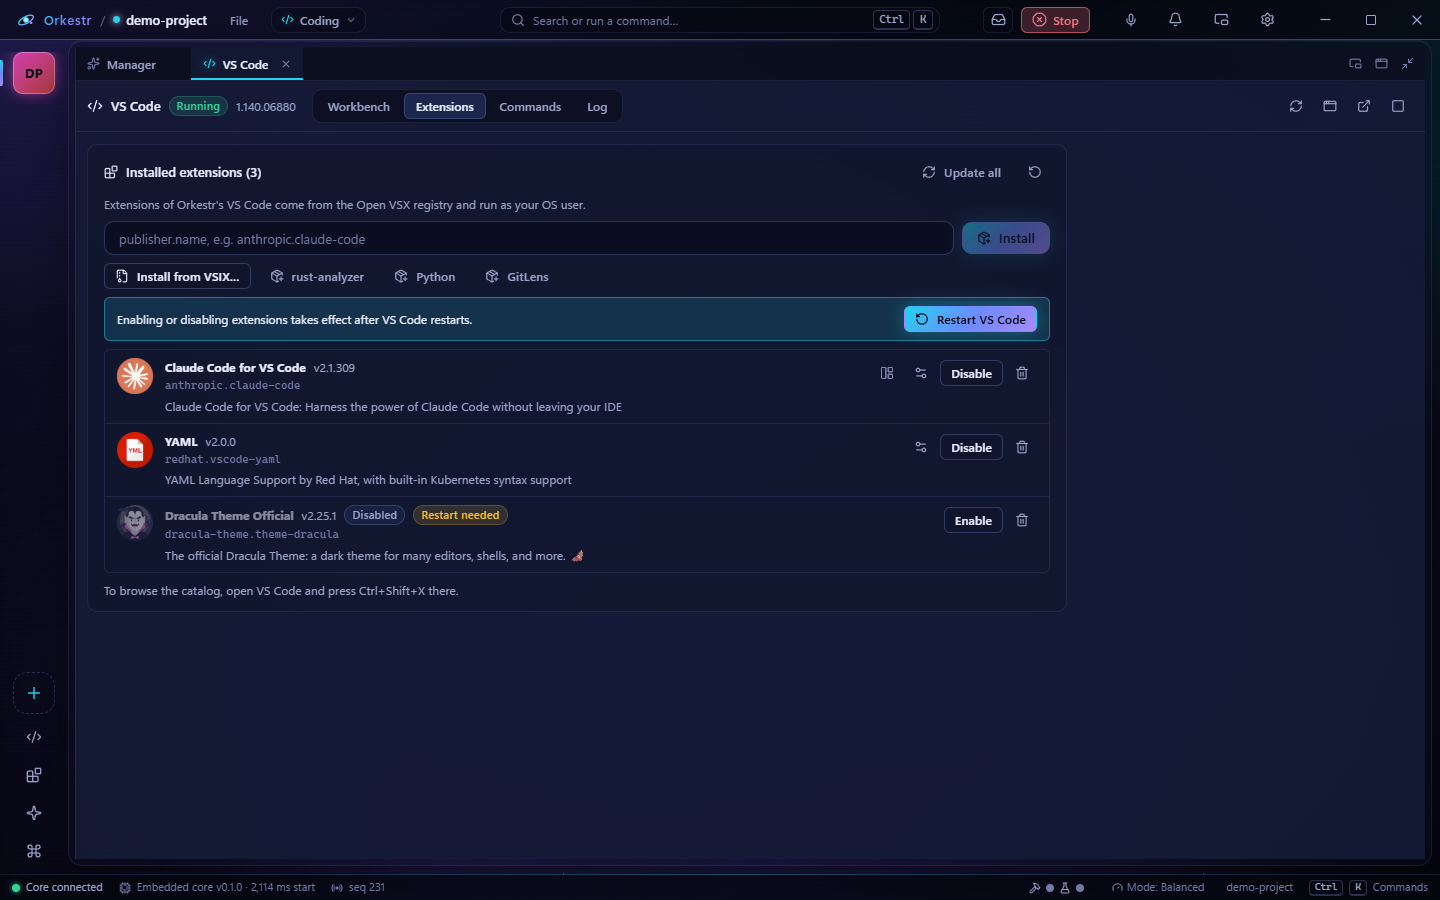 Orkestr / demo-project File Coding Search or run a command... Ctrl K Stop
DP
Manager VS Code
VS Code Running 1.140.06880 Workbench Extensions Commands Log
Installed extensions (3) Update all
Extensions of Orkestr's VS Code come from the Open VSX registry and run as your OS user.
publisher.name, e.g. anthropic.claude-code Install
Install from VSIX... rust-analyzer Python GitLens
Enabling or disabling extensions takes effect after VS Code restarts. Restart VS Code
Claude Code for VS Code v2.1.309 Disable
anthropic.claude-code
Claude Code for VS Code: Harness the power of Claude Code without leaving your IDE
YML
YAML v2.0.0 Disable
redhat.vscode-yaml
YAML Language Support by Red Hat, with built-in Kubernetes syntax support
Dracula Theme Official v2.25.1 Disabled Restart needed Enable
dracula-theme.theme-dracula
The official Dracula Theme: a dark theme for many editors, shells, and more.
To browse the catalog, open VS Code and press Ctrl+Shift+X there.
Core connected Embedded core v0.1.0 · 2,114 ms start seq 231 Mode: Balanced demo-project Ctrl K Commands